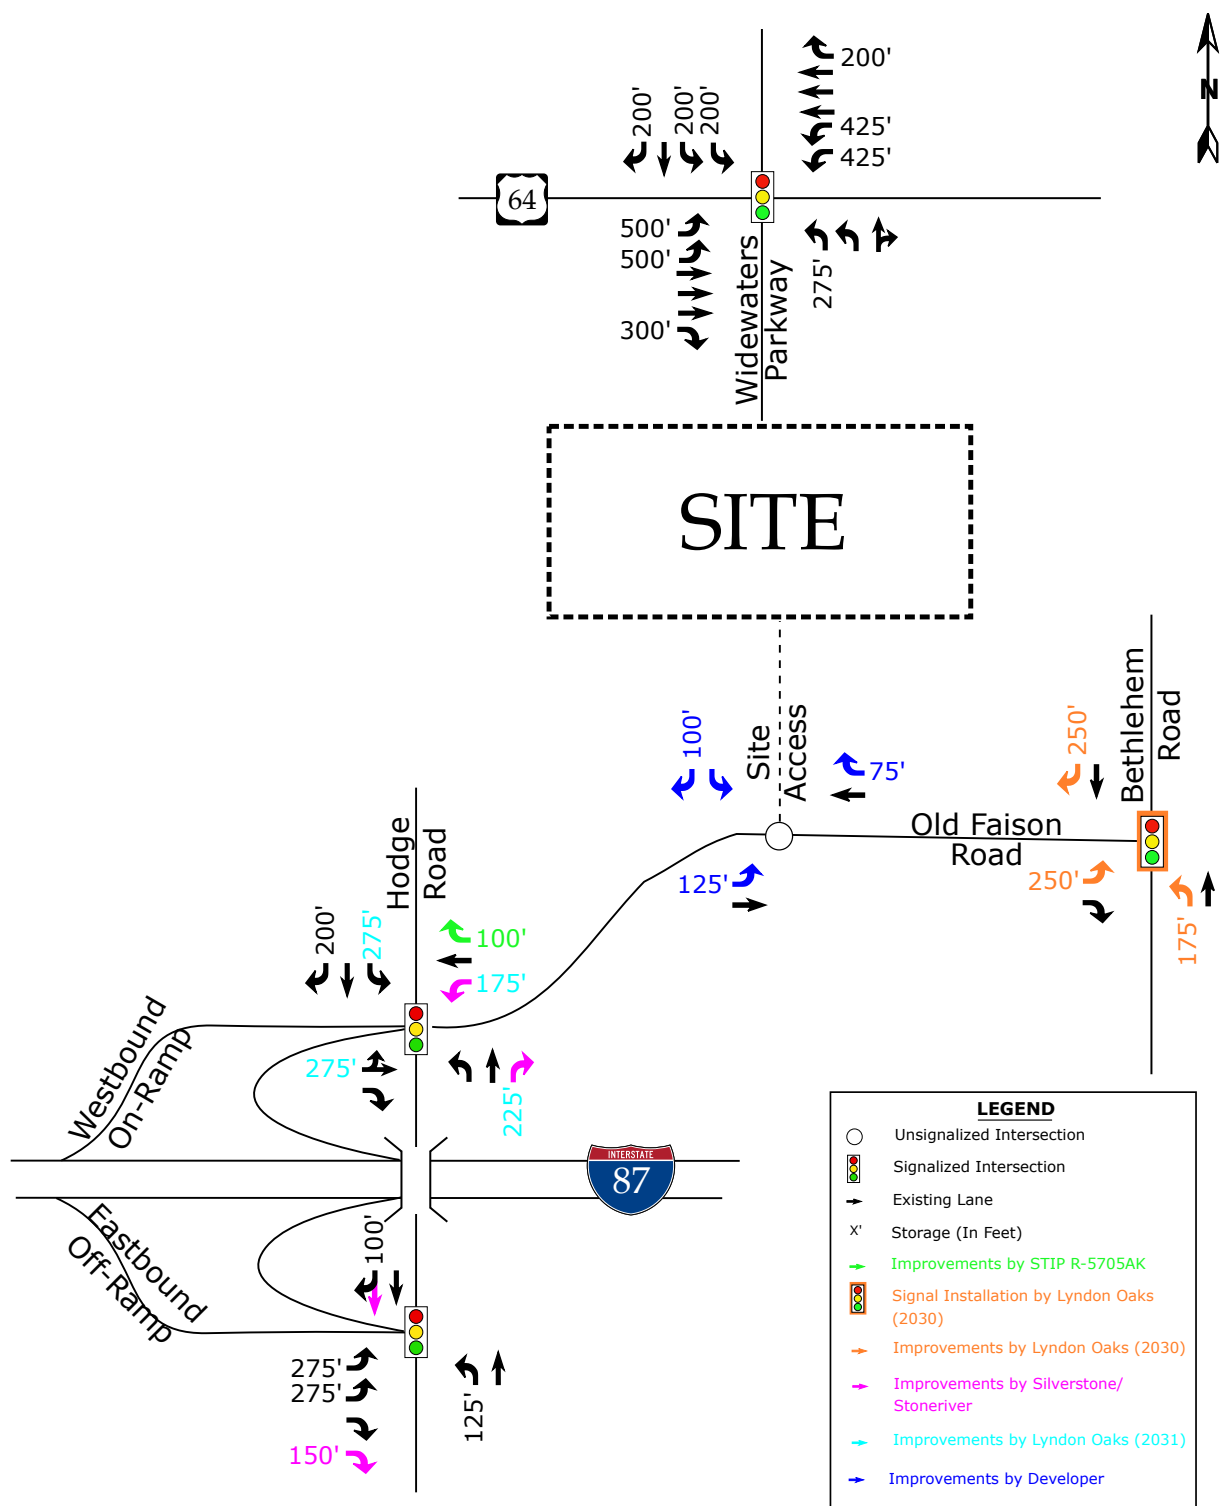 200'
N
200'
200'
200'
425'
425'
64
500'
500'
300'
275'
Widewaters
Parkway
SITE
Bethlehem
Road
250'
100'
Site
Access
75'
Old Faison
Road
125'
250'
175'
Hodge
Road
200'
275'
100'
175'
Westbound
On-Ramp
275'
225'
INTERSTATE
87
Eastbound
Off-Ramp
100'
275'
275'
125'
150'
LEGEND
Unsignalized Intersection
Signalized Intersection
Existing Lane
X' Storage (In Feet)
Improvements by STIP R-5705AK
Signal Installation by Lyndon Oaks
(2030)
Improvements by Lyndon Oaks (2030)
Improvements by Silverstone/
Stoneriver
Improvements by Lyndon Oaks (2031)
Improvements by Developer